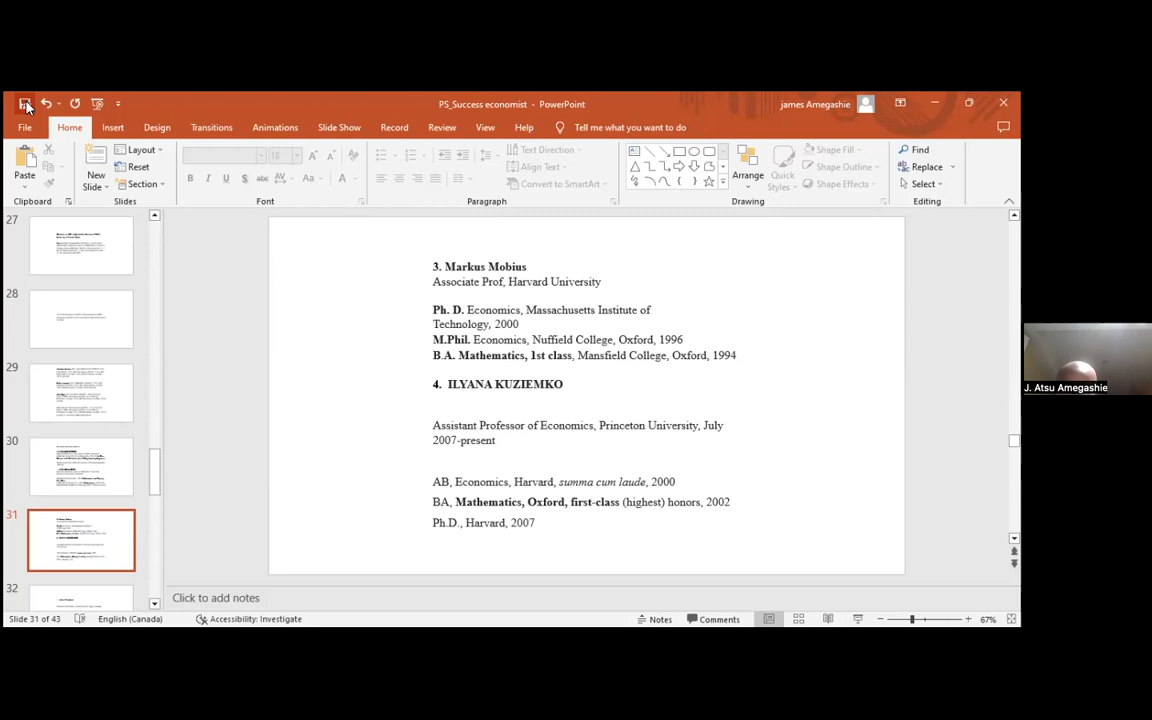 PS_Success economist - PowerPoint
james Amegashie
File Home Insert Design Transitions Animations Slide Show Record Review View Help Tell me what you want to do
Paste
Clipboard
New
Slide
Layout
Reset
Section
Slides
18
Font
Text Direction
Align Text
Convert to SmartArt
Paragraph
Arrange
Quick
Styles
Shape Fill
Shape Outline
Shape Effects
Drawing
Find
Replace
Select
Editing
27
28
29
30
31
32
3. Markus Mobius
Associate Prof, Harvard University
Ph. D. Economics, Massachusetts Institute of
Technology, 2000
M.Phil. Economics, Nuffield College, Oxford, 1996
B.A. Mathematics, 1st class, Mansfield College, Oxford, 1994
4. ILYANA KUZIEMKO
Assistant Professor of Economics, Princeton University, July
2007-present
AB, Economics, Harvard, summa cum laude, 2000
BA, Mathematics, Oxford, first-class (highest) honors, 2002
Ph.D., Harvard, 2007
J. Atsu Amegashie
Click to add notes
Slide 31 of 43 English (Canada) Accessibility: Investigate Notes Comments 67%